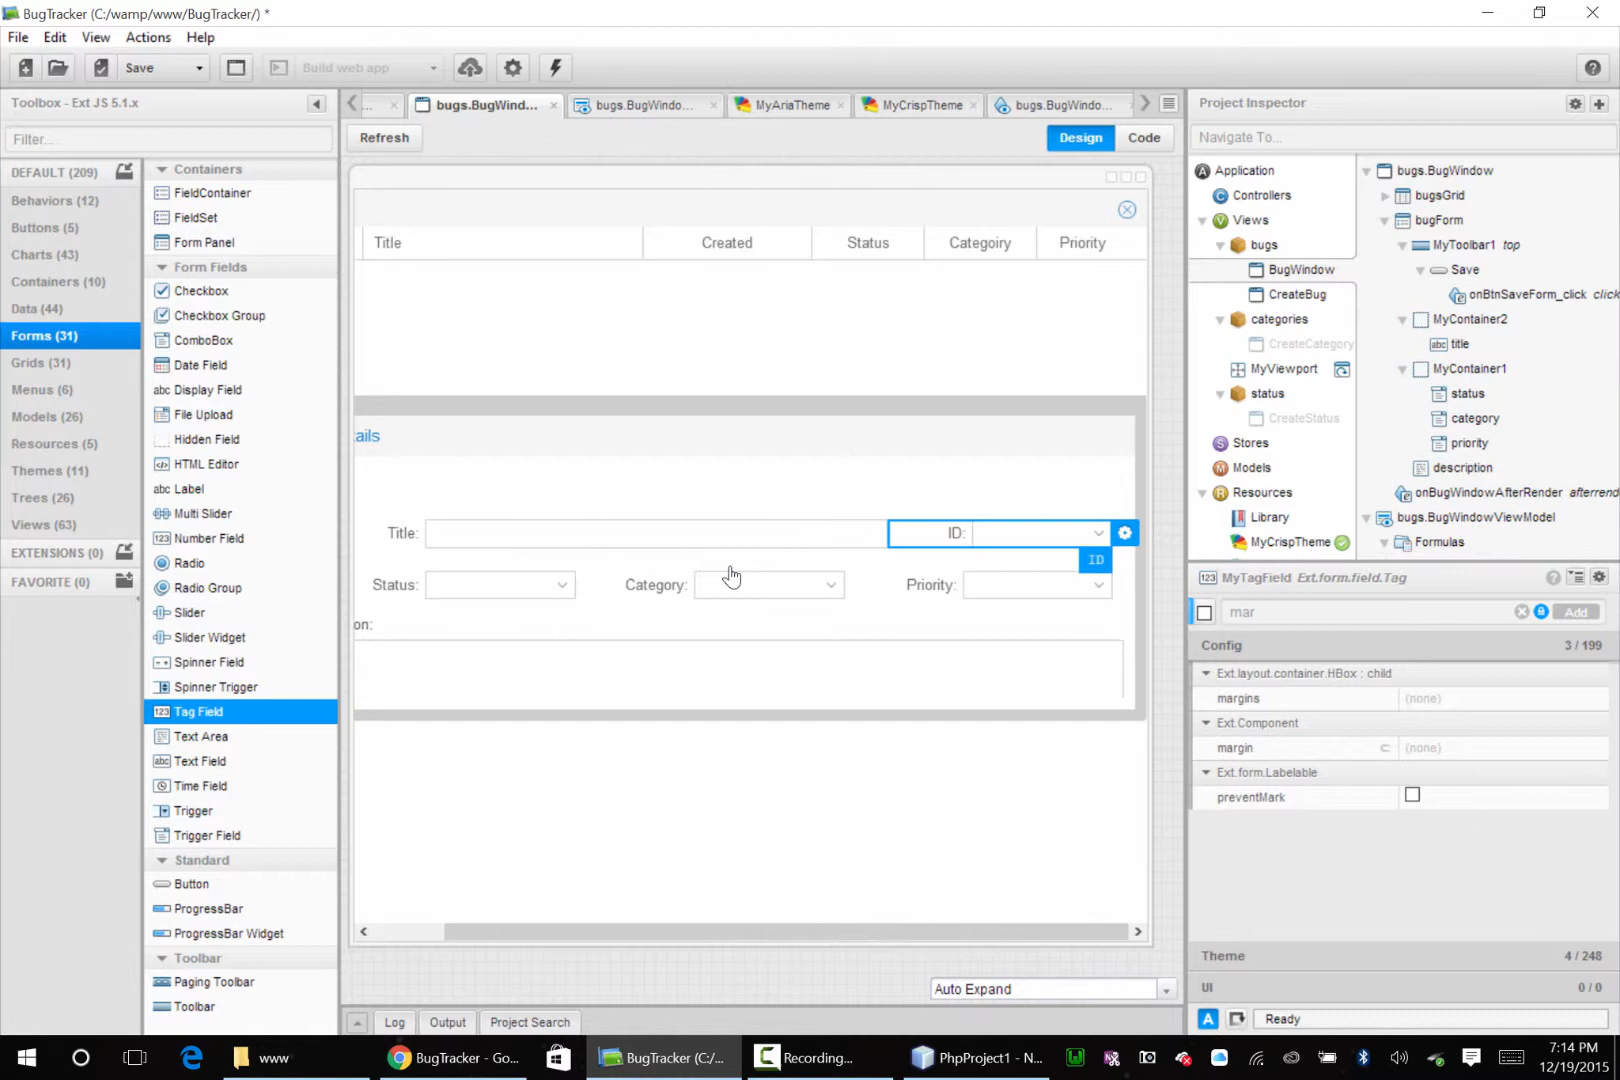 BugTracker (C:/wamp/www/BugTracker/) *
File Edit View Actions Help
Save
Build web app
Toolbox - Ext JS 5.1.x
Filter...
DEFAULT (209)
Behaviors (12)
Buttons (5)
Charts (43)
Containers (10)
Data (44)
Forms (31)
Grids (31)
Menus (6)
Models (26)
Resources (5)
Themes (11)
Trees (26)
Views (63)
EXTENSIONS (0)
FAVORITE (0)
Containers
FieldContainer
FieldSet
Form Panel
Form Fields
Checkbox
Checkbox Group
ComboBox
Date Field
abc Display Field
File Upload
Hidden Field
HTML Editor
abc Label
Multi Slider
123 Number Field
Radio
Radio Group
Slider
Slider Widget
Spinner Field
Spinner Trigger
123 Tag Field
Text Area
abc Text Field
Time Field
Trigger
Trigger Field
Standard
Button
ProgressBar
ProgressBar Widget
Toolbar
Paging Toolbar
Toolbar
...
bugs.BugWind...
bugs.BugWindo...
MyAriaTheme
MyCrispTheme
bugs.BugWindo...
Refresh
Design
Code
Title
Created
Status
Categoiry
Priority
ails
Title:
ID:
ID
Status:
Category:
Priority:
on:
Auto Expand
Log
Output
Project Search
Project Inspector
Navigate To...
Application
Controllers
Views
bugs
BugWindow
CreateBug
categories
CreateCategory
MyViewport
status
CreateStatus
Stores
Models
Resources
Library
MyCrispTheme
bugs.BugWindow
bugsGrid
bugForm
MyToolbar1 top
Save
onBtnSaveForm_click click
MyContainer2
abc title
MyContainer1
status
category
priority
description
onBugWindowAfterRender afterrend
bugs.BugWindowViewModel
Formulas
123 MyTagField Ext.form.field.Tag
mar
Add
Config 3 / 199
Ext.layout.container.HBox : child
margins (none)
Ext.Component
margin (none)
Ext.form.Labelable
preventMark
Theme 4 / 248
UI 0 / 0
A Ready
www
BugTracker - Go...
BugTracker (C:/...
Recording...
PhpProject1 - N...
7:14 PM
12/19/2015